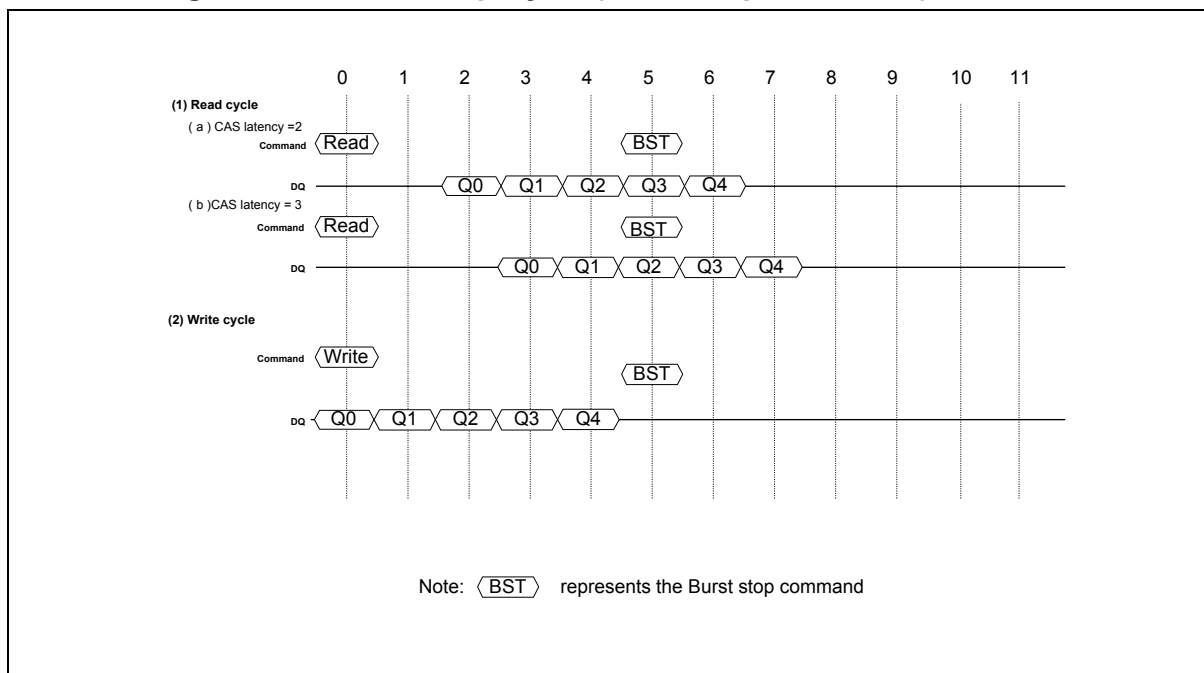 0 1 2 3 4 5 6 7 8 9 10 11
(1) Read cycle
( a ) CAS latency =2
Command Read BST
DQ Q0 Q1 Q2 Q3 Q4
( b )CAS latency = 3
Command Read BST
DQ Q0 Q1 Q2 Q3 Q4
(2) Write cycle
Command Write BST
DQ Q0 Q1 Q2 Q3 Q4
Note: BST represents the Burst stop command